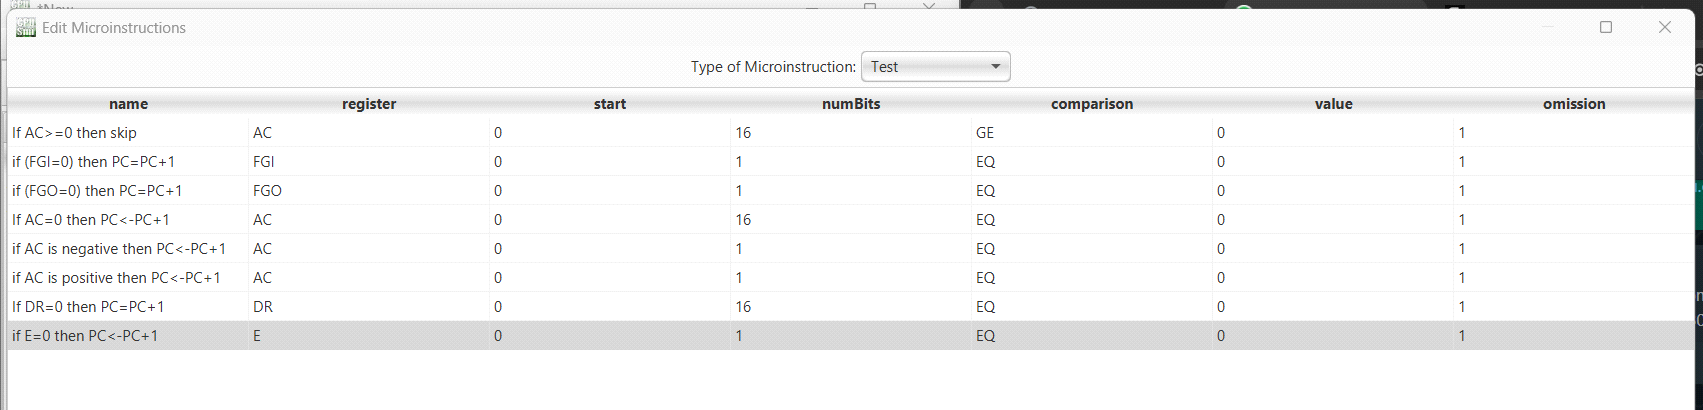 *New
Edit Microinstructions
Type of Microinstruction: Test
name register start numBits comparison value omission
If AC>=0 then skip AC 0 16 GE 0 1
if (FGI=0) then PC=PC+1 FGI 0 1 EQ 0 1
if (FGO=0) then PC=PC+1 FGO 0 1 EQ 0 1
If AC=0 then PC<-PC+1 AC 0 16 EQ 0 1
if AC is negative then PC<-PC+1 AC 0 1 EQ 0 1
if AC is positive then PC<-PC+1 AC 0 1 EQ 0 1
If DR=0 then PC=PC+1 DR 0 16 EQ 0 1
if E=0 then PC<-PC+1 E 0 1 EQ 0 1